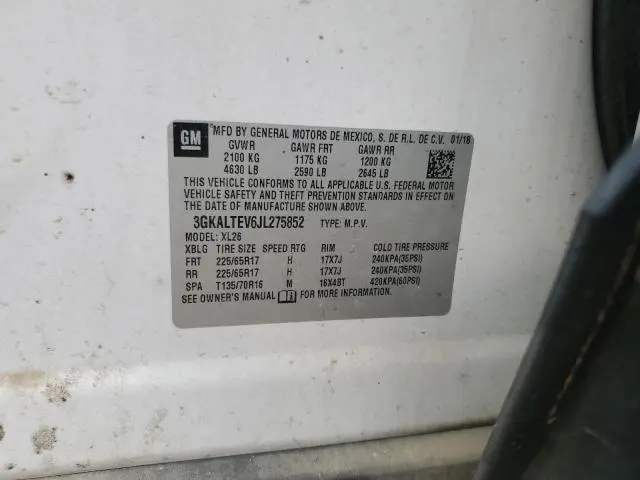 GM MFD BY GENERAL MOTORS DE MEXICO, S. DE R.L. DE C.V. 01/18
GVWR GAWR FRT GAWR RR
2100 KG 1175 KG 1200 KG
4630 LB 2590 LB 2645 LB
THIS VEHICLE CONFORMS TO ALL APPLICABLE U.S. FEDERAL MOTOR
VEHICLE SAFETY AND THEFT PREVENTION STANDARDS IN EFFECT ON
THE DATE OF MANUFACTURE SHOWN ABOVE.
3GKALTEV6JL275852 TYPE: M.P.V.
MODEL: XL26
XBLG TIRE SIZE SPEED RTG RIM COLD TIRE PRESSURE
FRT 225/65R17 H 17X7J 240KPA(35PSI)
RR 225/65R17 H 17X7J 240KPA(35PSI)
SPA T135/70R16 M 16X4BT 420KPA(60PSI)
SEE OWNER'S MANUAL FOR MORE INFORMATION.